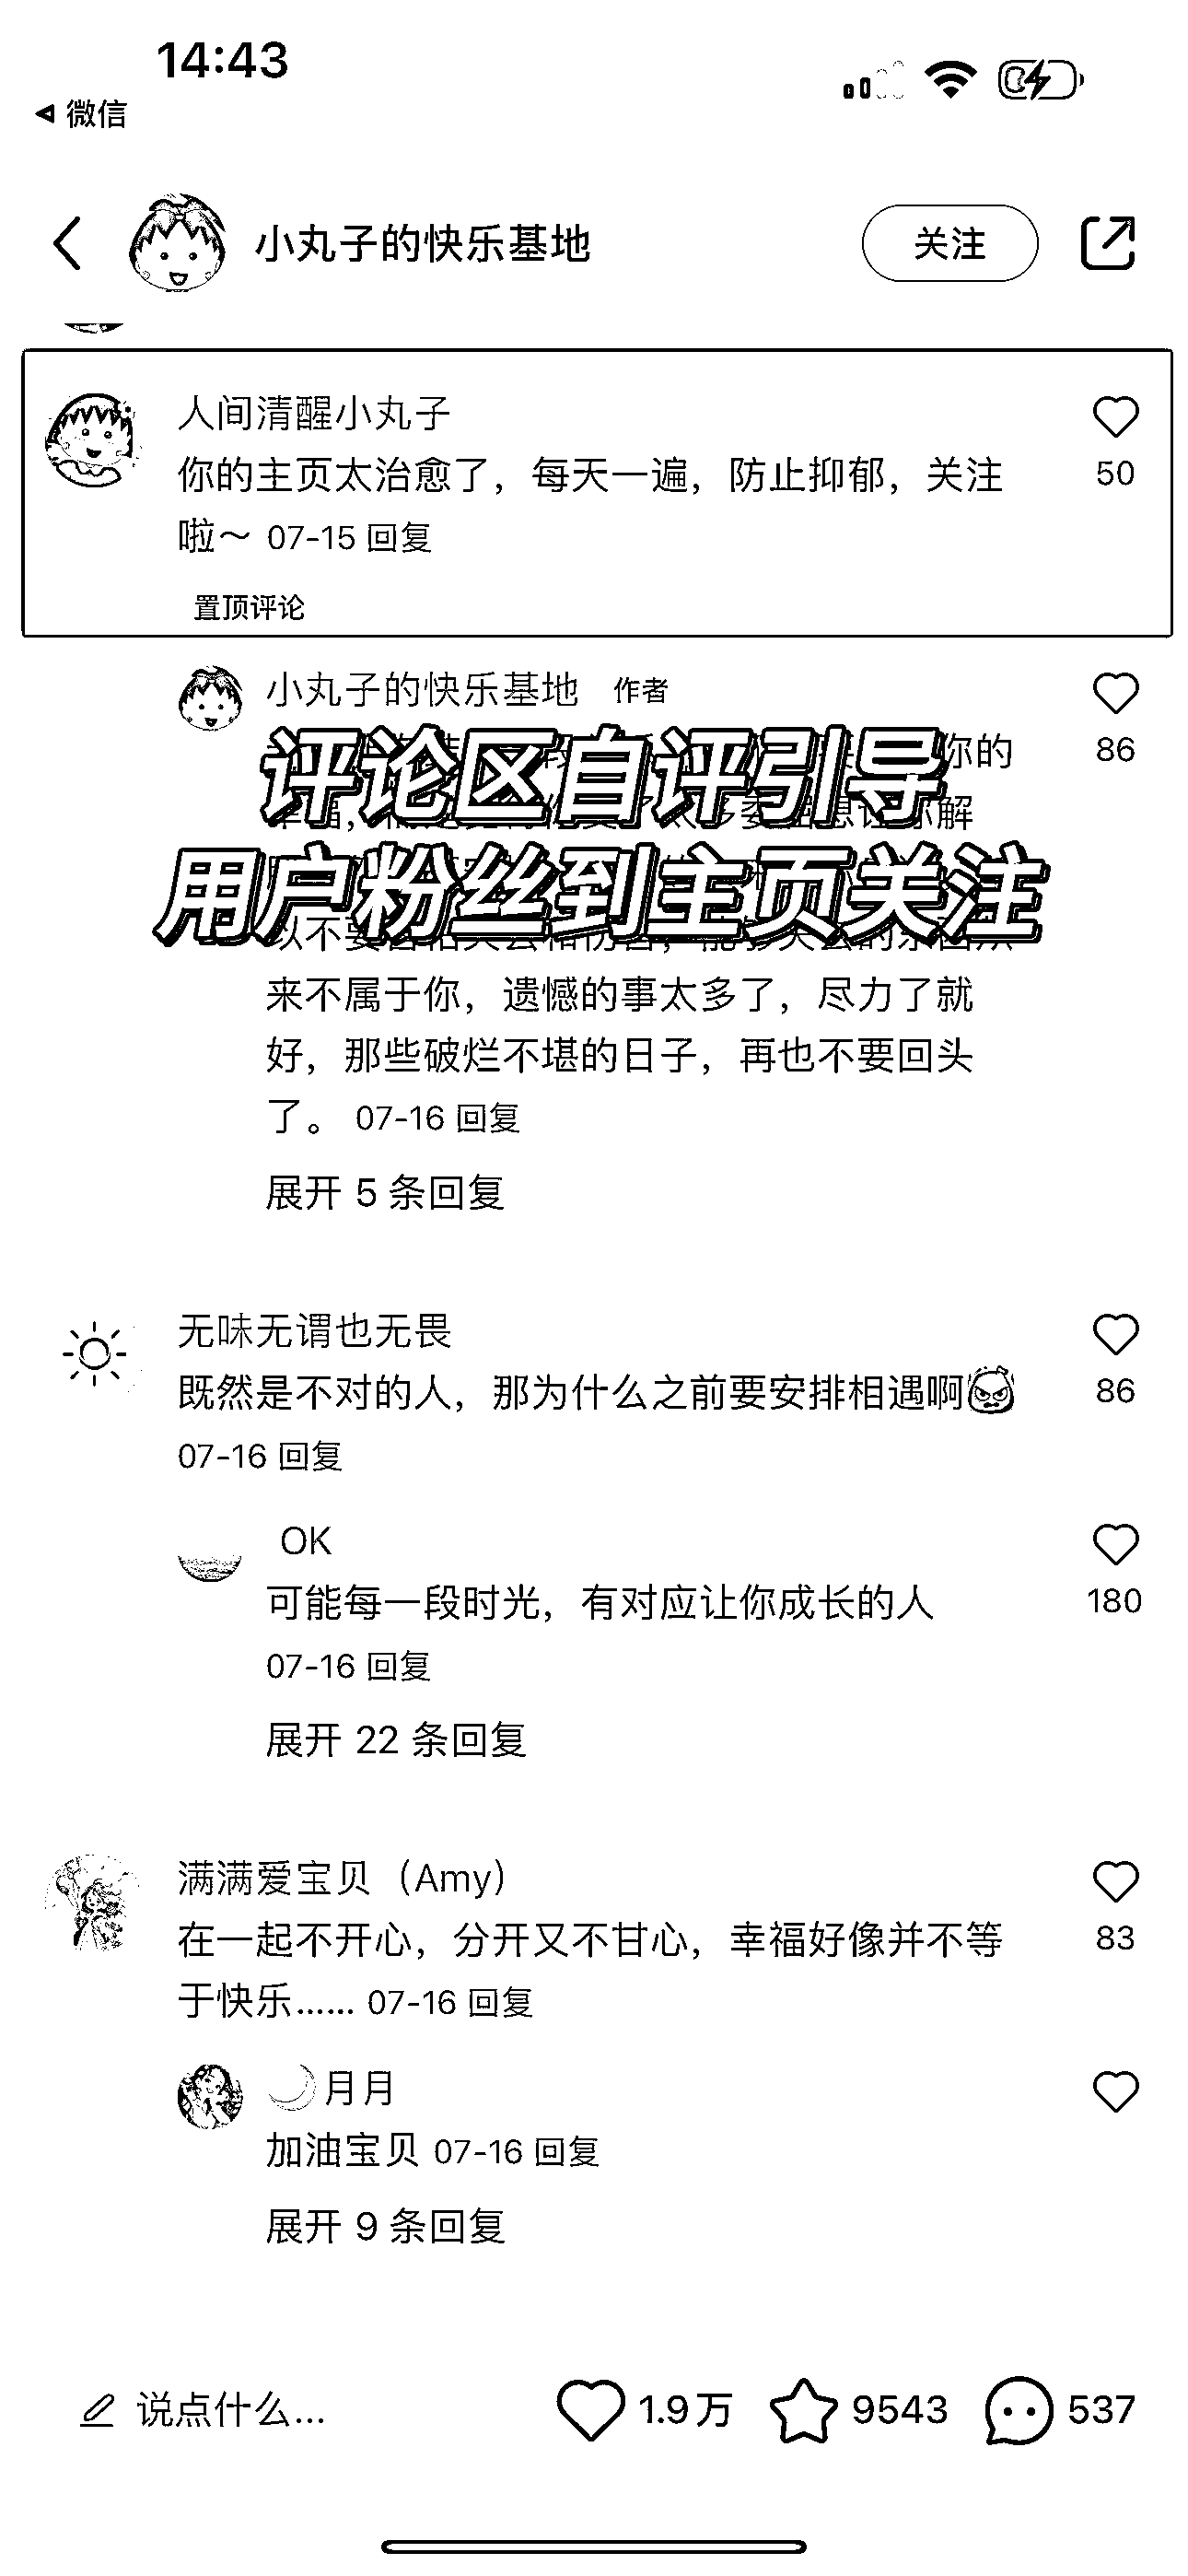 14:43
微信
小丸子的快乐基地
关注
人间清醒小丸子
你的主页太治愈了，每天一遍，防止抑郁，关注
50
啦～ 07-15 回复
置顶评论
小丸子的快乐基地 作者
你的
86
评论区自评引导
解
用户粉丝到主页关注
以不要
来不属于你，遗憾的事太多了，尽力了就
好，那些破烂不堪的日子，再也不要回头
了。 07-16 回复
展开 5 条回复
无味无谓也无畏
既然是不对的人，那为什么之前要安排相遇啊
86
07-16 回复
OK
可能每一段时光，有对应让你成长的人
180
07-16 回复
展开 22 条回复
满满爱宝贝（Amy）
在一起不开心，分开又不甘心，幸福好像并不等
83
于快乐…… 07-16 回复
🌙月月
加油宝贝 07-16 回复
展开 9 条回复
说点什么... 1.9万 9543 537